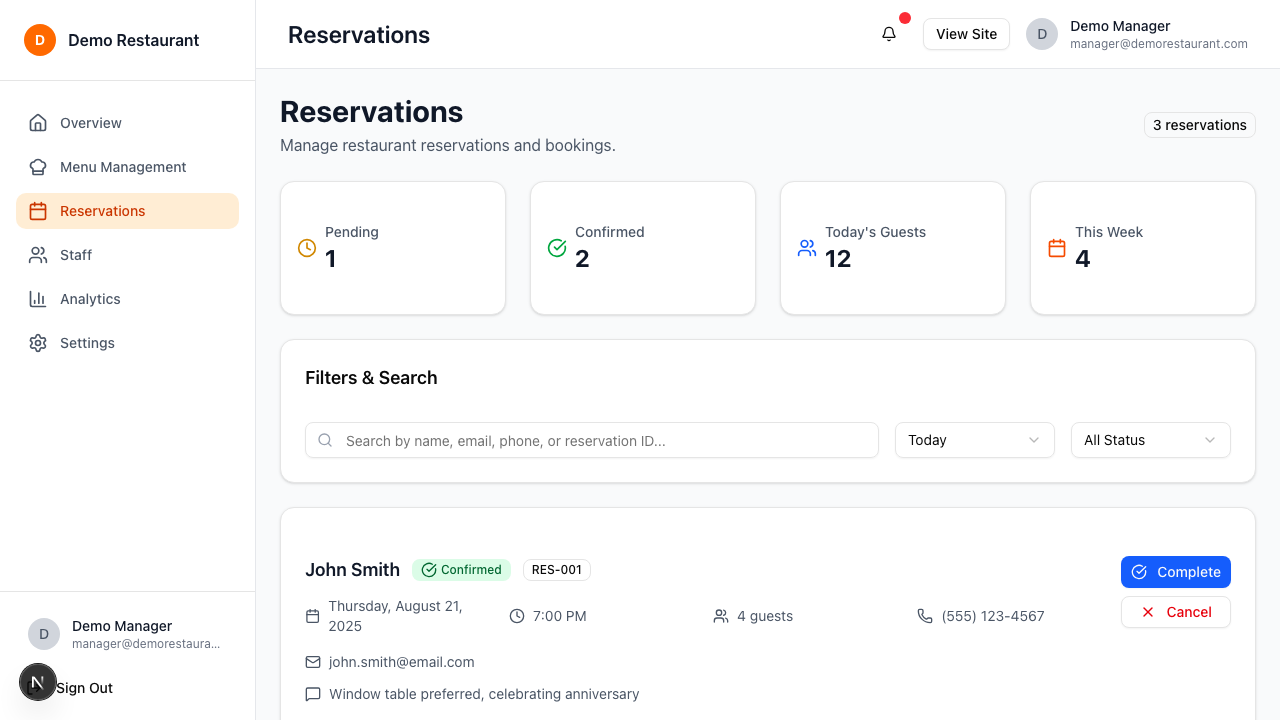 D
Demo Restaurant
Overview
Menu Management
Reservations
Staff
Analytics
Settings
D
Demo Manager
manager@demorestaura...
N
Sign Out
Reservations
View Site
D
Demo Manager
manager@demorestaurant.com
Reservations
Manage restaurant reservations and bookings.
3 reservations
Pending
1
Confirmed
2
Today's Guests
12
This Week
4
Filters & Search
Search by name, email, phone, or reservation ID...
Today
All Status
John Smith
Confirmed
RES-001
Thursday, August 21,
2025
7:00 PM
4 guests
(555) 123-4567
john.smith@email.com
Window table preferred, celebrating anniversary
Complete
Cancel